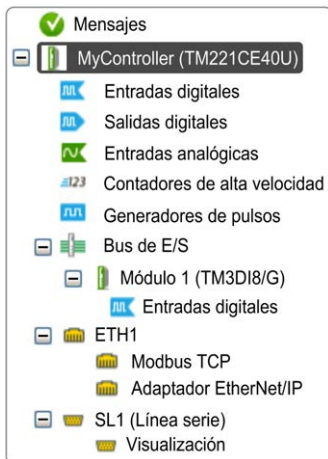 Mensajes
MyController (TM221CE40U)
Entradas digitales
Salidas digitales
Entradas analógicas
123 Contadores de alta velocidad
Generadores de pulsos
Bus de E/S
Módulo 1 (TM3DI8/G)
Entradas digitales
ETH1
Modbus TCP
Adaptador EtherNet/IP
SL1 (Línea serie)
Visualización